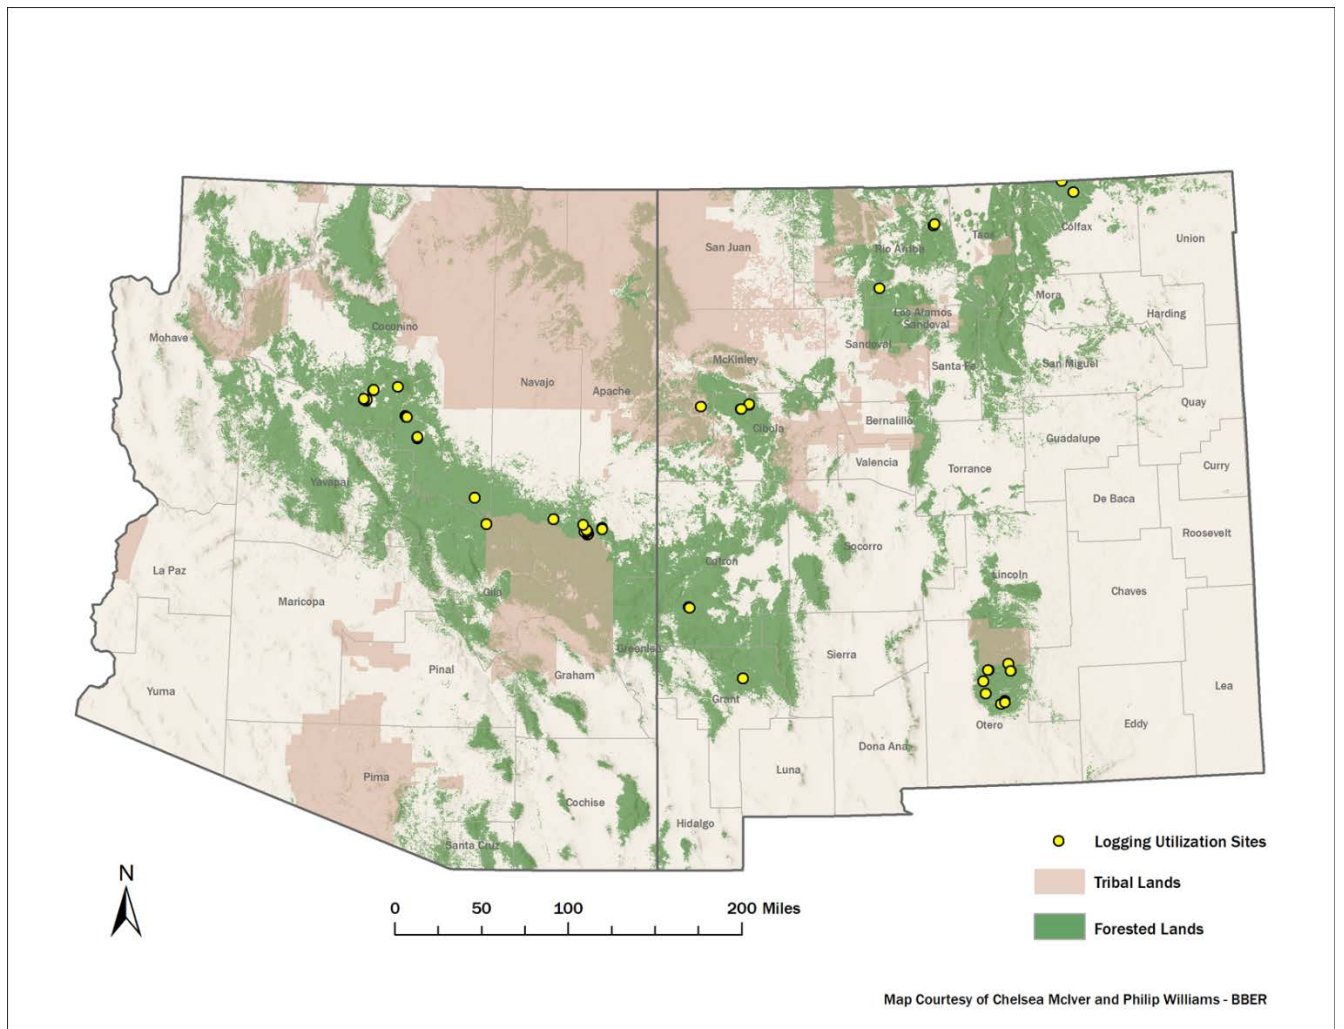 San Juan
Rio Arriba
Taos
Colfax
Union
Mora
Harding
Mohave
Coconino
Los Alamos
Sandoval
Sandoval
McKinley
Santa Fe
San Miguel
Navajo
Apache
Quay
Bernalillo
Cibola
Guadalupe
Valencia
Torrance
Curry
Yavapai
De Baca
Roosevelt
Socorro
Catron
La Paz
Lincoln
Chaves
Gila
Maricopa
Greenlee
Sierra
Pinal
Graham
Yuma
Grant
Lea
Otero
Eddy
Dona Ana
Luna
Pima
Cochise
Hidalgo
Santa Cruz
Logging Utilization Sites
N
Tribal Lands
0 50 100 200 Miles
Forested Lands
Map Courtesy of Chelsea McIver and Philip Williams - BBER